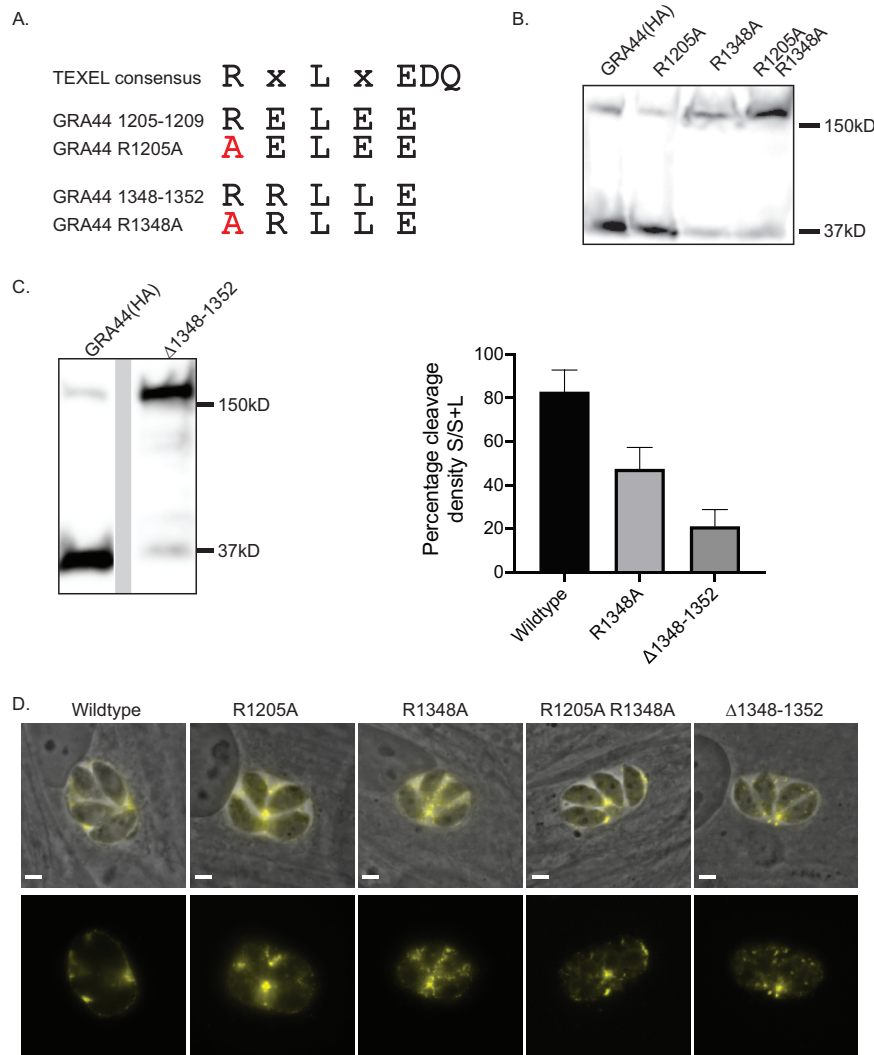 A.
TEXEL consensus R x L x EDQ
GRA44 1205-1209 R E L E E
GRA44 R1205A A E L E E
GRA44 1348-1352 R R L L E
GRA44 R1348A A R L L E
B.
GRA44(HA)
R1205A
R1348A
R1205A
R1348A
150kD
37kD
C.
GRA44(HA)
Δ1348-1352
150kD
37kD
Percentage cleavage
density S/S+L
100
80
60
40
20
0
Wildtype
R1348A
Δ1348-1352
D.
Wildtype R1205A R1348A R1205A R1348A Δ1348-1352